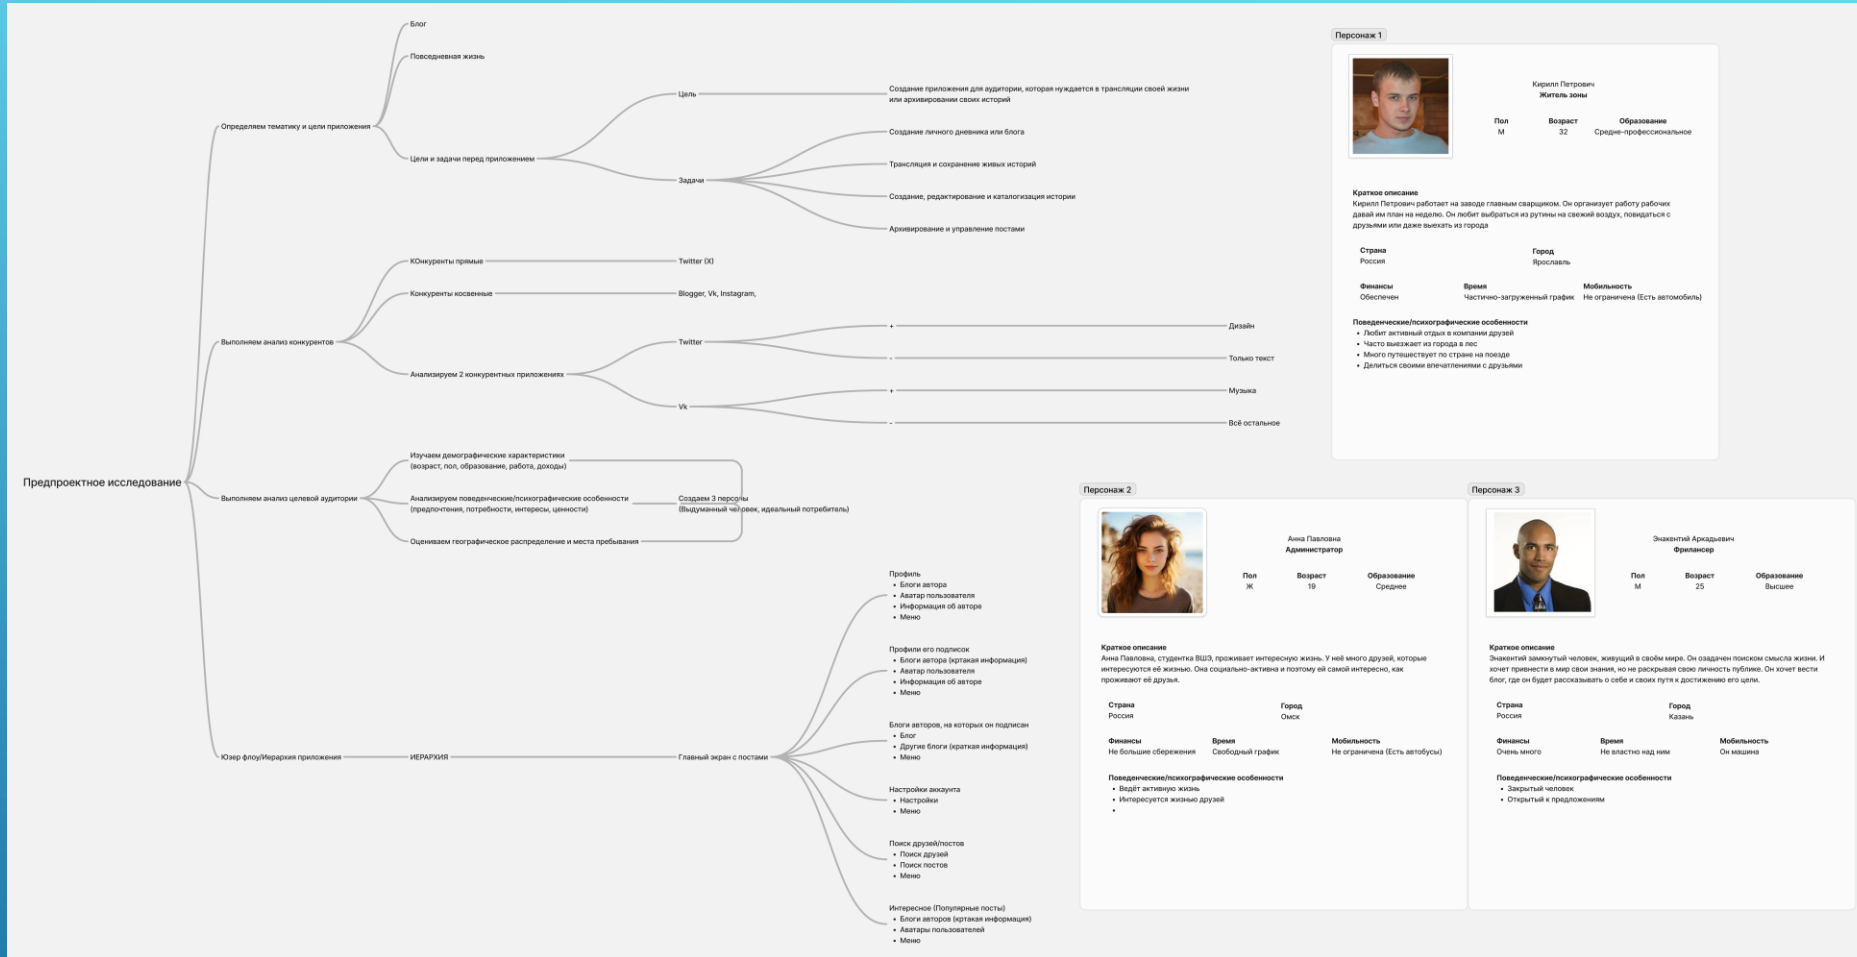 Предпроектное исследование
Определяем тематику и цели приложения
Блог
Повседневная жизнь
Цели и задачи перед приложением
Цель
Создание приложения для аудитории, которая нуждается в трансляции своей жизни
или архивировании своих историй
Задачи
Создание личного дневника или блога
Трансляция и сохранение живых историй
Создание, редактирование и каталогизация истории
Архивирование и управление постами
Выполняем анализ конкурентов
КОнкуренты прямые
Twitter (X)
Конкуренты косвенные
Blogger, Vk, Instagram,
Анализируем 2 конкурентных приложениях
Twitter
+
Дизайн
-
Только текст
Vk
+
Музыка
-
Всё остальное
Выполняем анализ целевой аудитории
Изучаем демографические характеристики
(возраст, пол, образование, работа, доходы)
Анализируем поведенческие/психографические особенности
(предпочтения, потребности, интересы, ценности)
Оцениваем географическое распределение и места пребывания
Создаем 3 персоны
(Выдуманный человек, идеальный потребитель)
Юзер флоу/Иерархия приложения
ИЕРАРХИЯ
Главный экран с постами
Профиль
• Блоги автора
• Аватар пользователя
• Информация об авторе
• Меню
Профили его подписок
• Блоги автора (кртакая информация)
• Аватар пользователя
• Информация об авторе
• Меню
Блоги авторов, на которых он подписан
• Блог
• Другие блоги (краткая информация)
• Меню
Настройки аккаунта
• Настройки
• Меню
Поиск друзей/постов
• Поиск друзей
• Поиск постов
• Меню
Интересное (Популярные посты)
• Блоги авторов (кртакая информация)
• Аватары пользователей
• Меню
Персонаж 1
Кирилл Петрович
Житель зоны
Пол Возраст Образование
М 32 Средне-профессиональное
Краткое описание
Кирилл Петрович работает на заводе главным сварщиком. Он организует работу рабочих
давай им план на неделю. Он любит выбраться из рутины на свежий воздух, повидаться с
друзьями или даже выехать из города
Страна Город
Россия Ярославль
Финансы Время Мобильность
Обеспечен Частично-загруженный график Не ограничена (Есть автомобиль)
Поведенческие/психографические особенности
• Любит активный отдых в компании друзей
• Часто выезжает из города в лес
• Много путешествует по стране на поезде
• Делиться своими впечатлениями с друзьями
Персонаж 2
Анна Павловна
Администратор
Пол Возраст Образование
Ж 19 Среднее
Краткое описание
Анна Павловна, студентка ВШЭ, проживает интересную жизнь. У неё много друзей, которые
интересуются её жизнью. Она социально-активна и поэтому ей самой интересно, как
проживают её друзья.
Страна Город
Россия Омск
Финансы Время Мобильность
Не большие сбережения Свободный график Не ограничена (Есть автобусы)
Поведенческие/психографические особенности
• Ведёт активную жизнь
• Интересуется жизнью друзей
•
Персонаж 3
Энакентий Аркадьевич
Фрилансер
Пол Возраст Образование
М 25 Высшее
Краткое описание
Энакентий замкнутый человек, живущий в своём мире. Он озадачен поиском смысла жизни. И
хочет привнести в мир свои знания, но не раскрывая свою личность публике. Он хочет вести
блог, где он будет рассказывать о себе и своих путя к достижению его цели.
Страна Город
Россия Казань
Финансы Время Мобильность
Очень много Не властно над ним Он машина
Поведенческие/психографические особенности
• Закрытый человек
• Открытый к предложениям